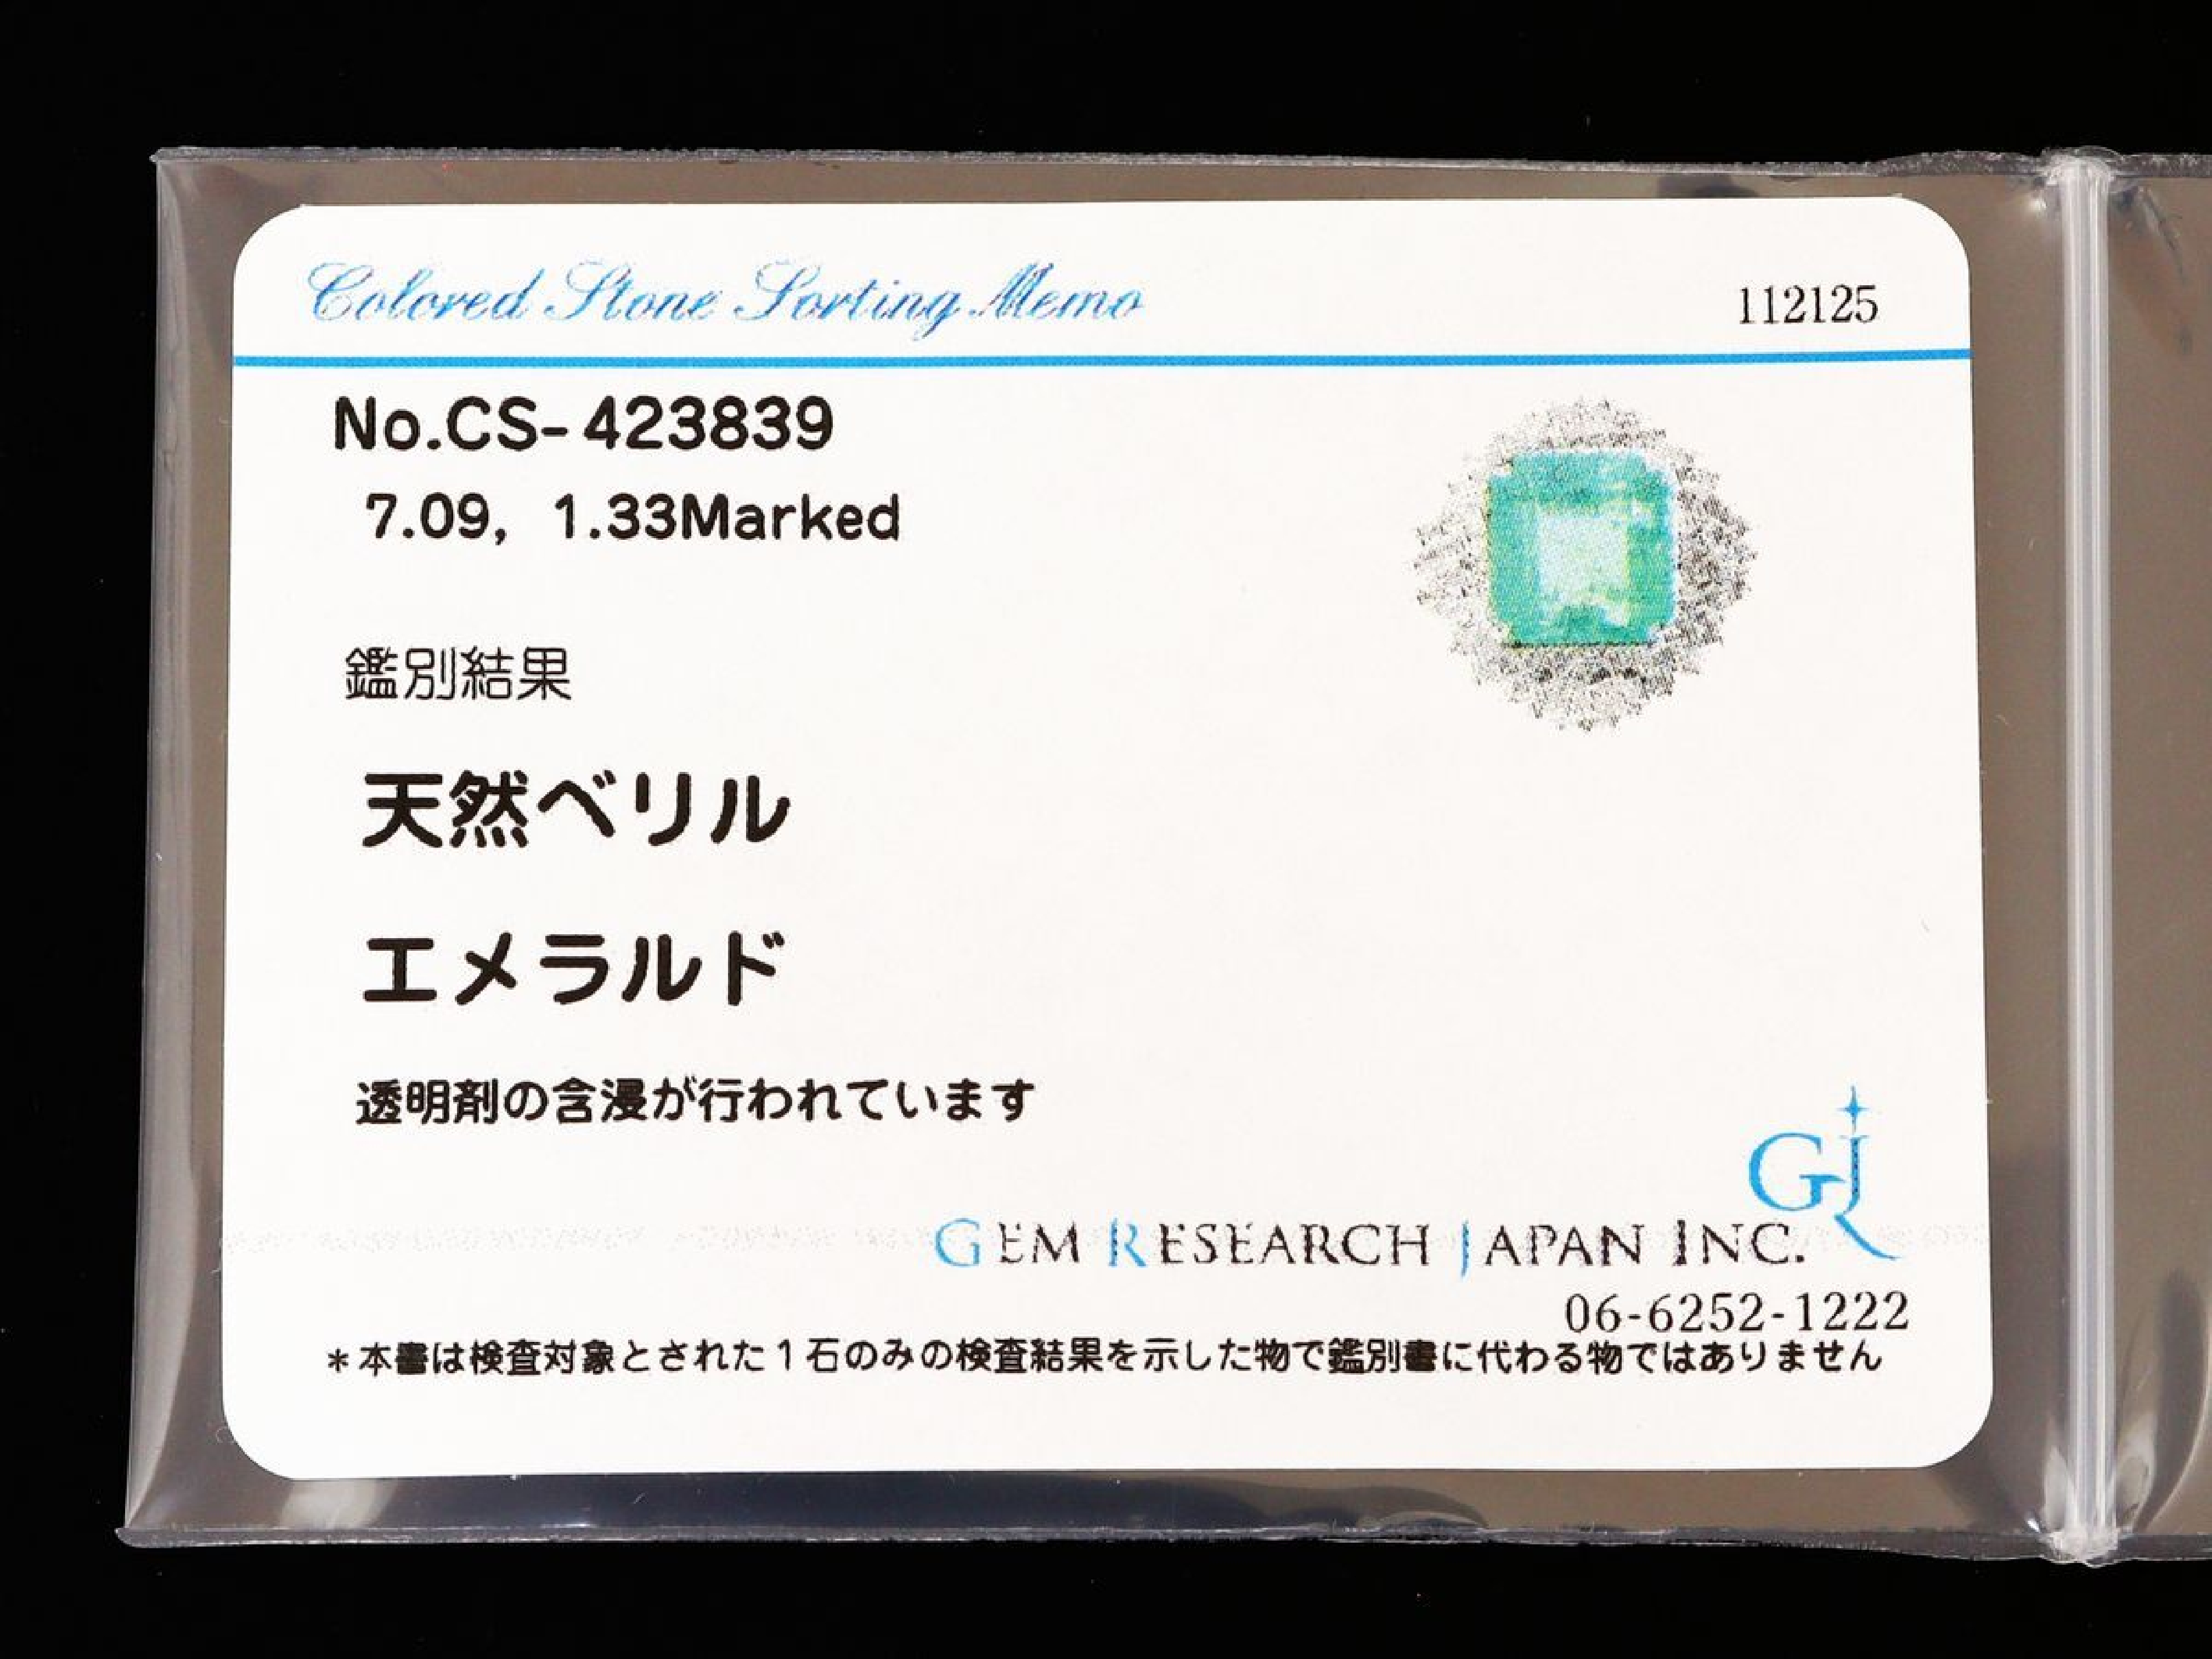 Colored Stone Sorting Memo
112125
No.CS-423839
7.09, 1.33Marked
鑑別結果
天然ベリル
エメラルド
透明剤の含浸が行われています
GJR
GEM RESEARCH JAPAN INC.
06-6252-1222
*本書は検査対象とされた1石のみの検査結果を示した物で鑑別書に代わる物ではありません